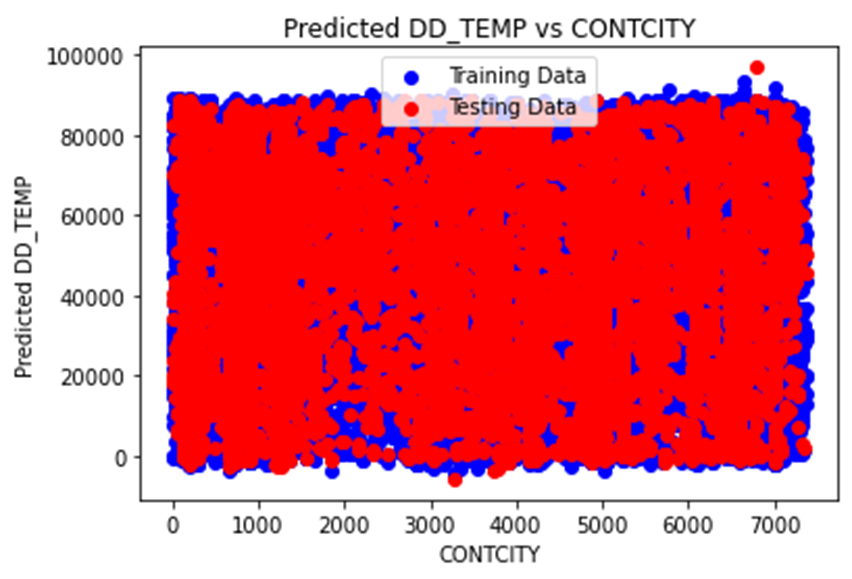 Predicted DD_TEMP vs CONTCITY
Training Data
Testing Data
100000
80000
60000
40000
20000
0
Predicted DD_TEMP
0 1000 2000 3000 4000 5000 6000 7000
CONTCITY